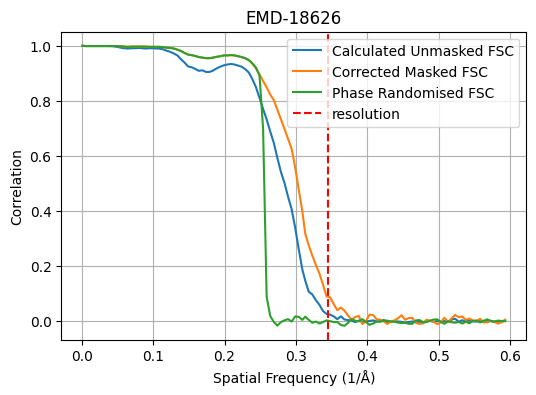 EMD-18626
Correlation
1.0
0.8
0.6
0.4
0.2
0.0
Calculated Unmasked FSC
Corrected Masked FSC
Phase Randomised FSC
resolution
0.0 0.1 0.2 0.3 0.4 0.5 0.6
Spatial Frequency (1/Å)